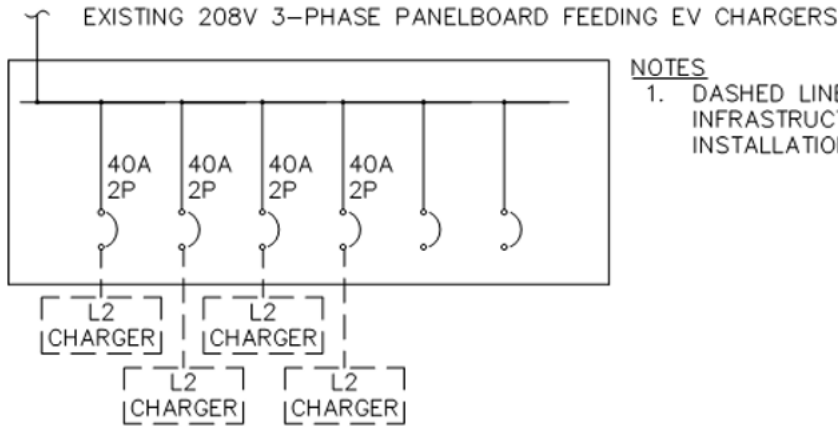 EXISTING 208V 3-PHASE PANELBOARD FEEDING EV CHARGERS
NOTES
1. DASHED LINE
INFRASTRUCT
INSTALLATION
40A 40A 40A 40A
2P 2P 2P 2P
L2 L2
CHARGER CHARGER
L2 L2
CHARGER CHARGER